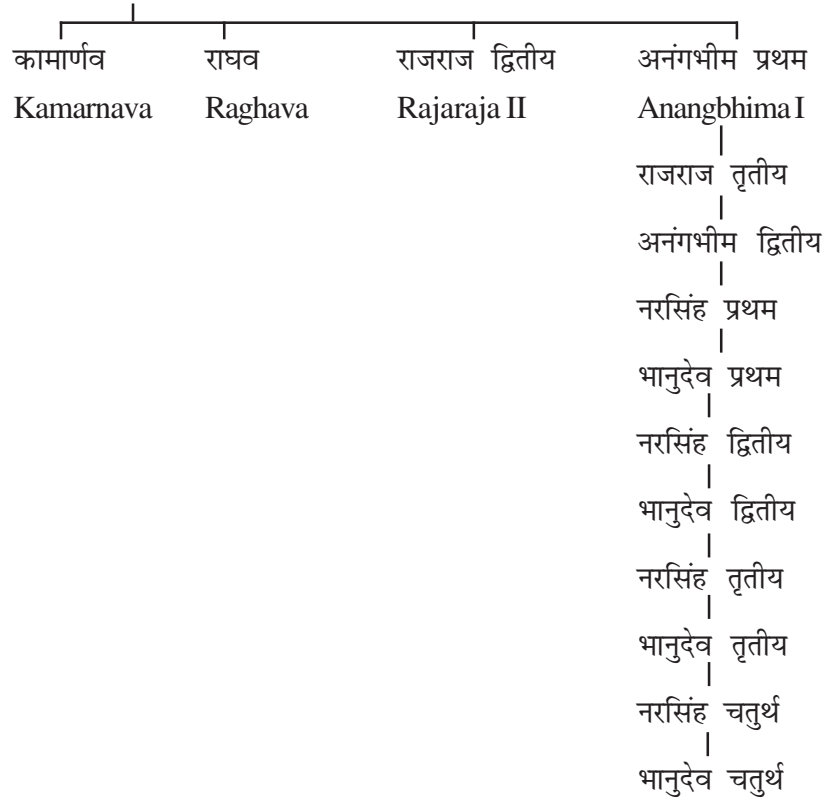 कामार्णव राघव राजराज द्वितीय अनंगभीम प्रथम
Kamarnava Raghava Rajaraja II Anangbhima I
राजराज तृतीय
अनंगभीम द्वितीय
नरसिंह प्रथम
भानुदेव प्रथम
नरसिंह द्वितीय
भानुदेव द्वितीय
नरसिंह तृतीय
भानुदेव तृतीय
नरसिंह चतुर्थ
भानुदेव चतुर्थ